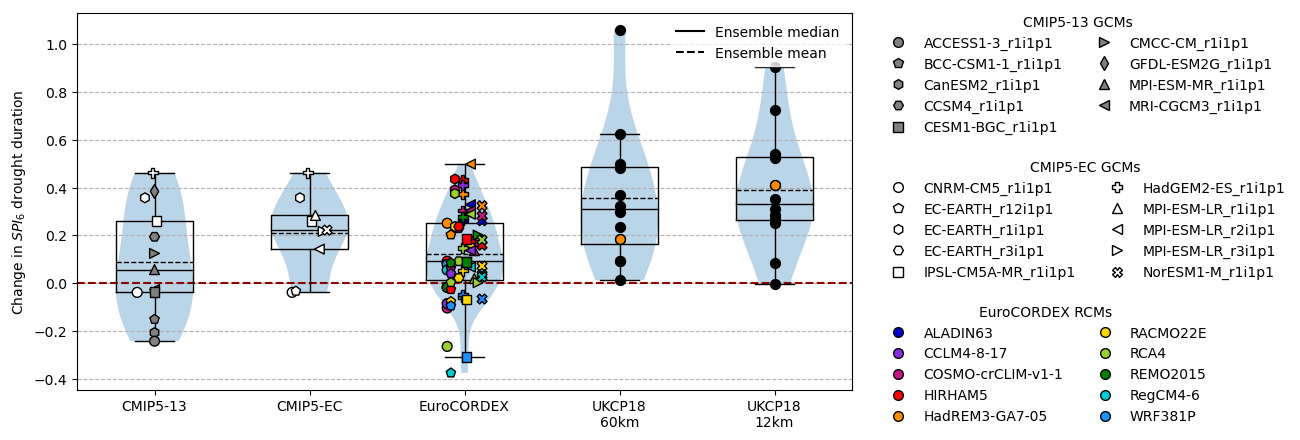 Change in SPI6 drought duration
1.0
0.8
0.6
0.4
0.2
0.0
−0.2
−0.4
Ensemble median
Ensemble mean
CMIP5-13
CMIP5-EC
EuroCORDEX
UKCP18
60km
UKCP18
12km
CMIP5-13 GCMs
ACCESS1-3_r1i1p1
BCC-CSM1-1_r1i1p1
CanESM2_r1i1p1
CCSM4_r1i1p1
CESM1-BGC_r1i1p1
CMCC-CM_r1i1p1
GFDL-ESM2G_r1i1p1
MPI-ESM-MR_r1i1p1
MRI-CGCM3_r1i1p1
CMIP5-EC GCMs
CNRM-CM5_r1i1p1
EC-EARTH_r12i1p1
EC-EARTH_r1i1p1
EC-EARTH_r3i1p1
IPSL-CM5A-MR_r1i1p1
HadGEM2-ES_r1i1p1
MPI-ESM-LR_r1i1p1
MPI-ESM-LR_r2i1p1
MPI-ESM-LR_r3i1p1
NorESM1-M_r1i1p1
EuroCORDEX RCMs
ALADIN63
CCLM4-8-17
COSMO-crCLIM-v1-1
HIRHAM5
HadREM3-GA7-05
RACMO22E
RCA4
REMO2015
RegCM4-6
WRF381P